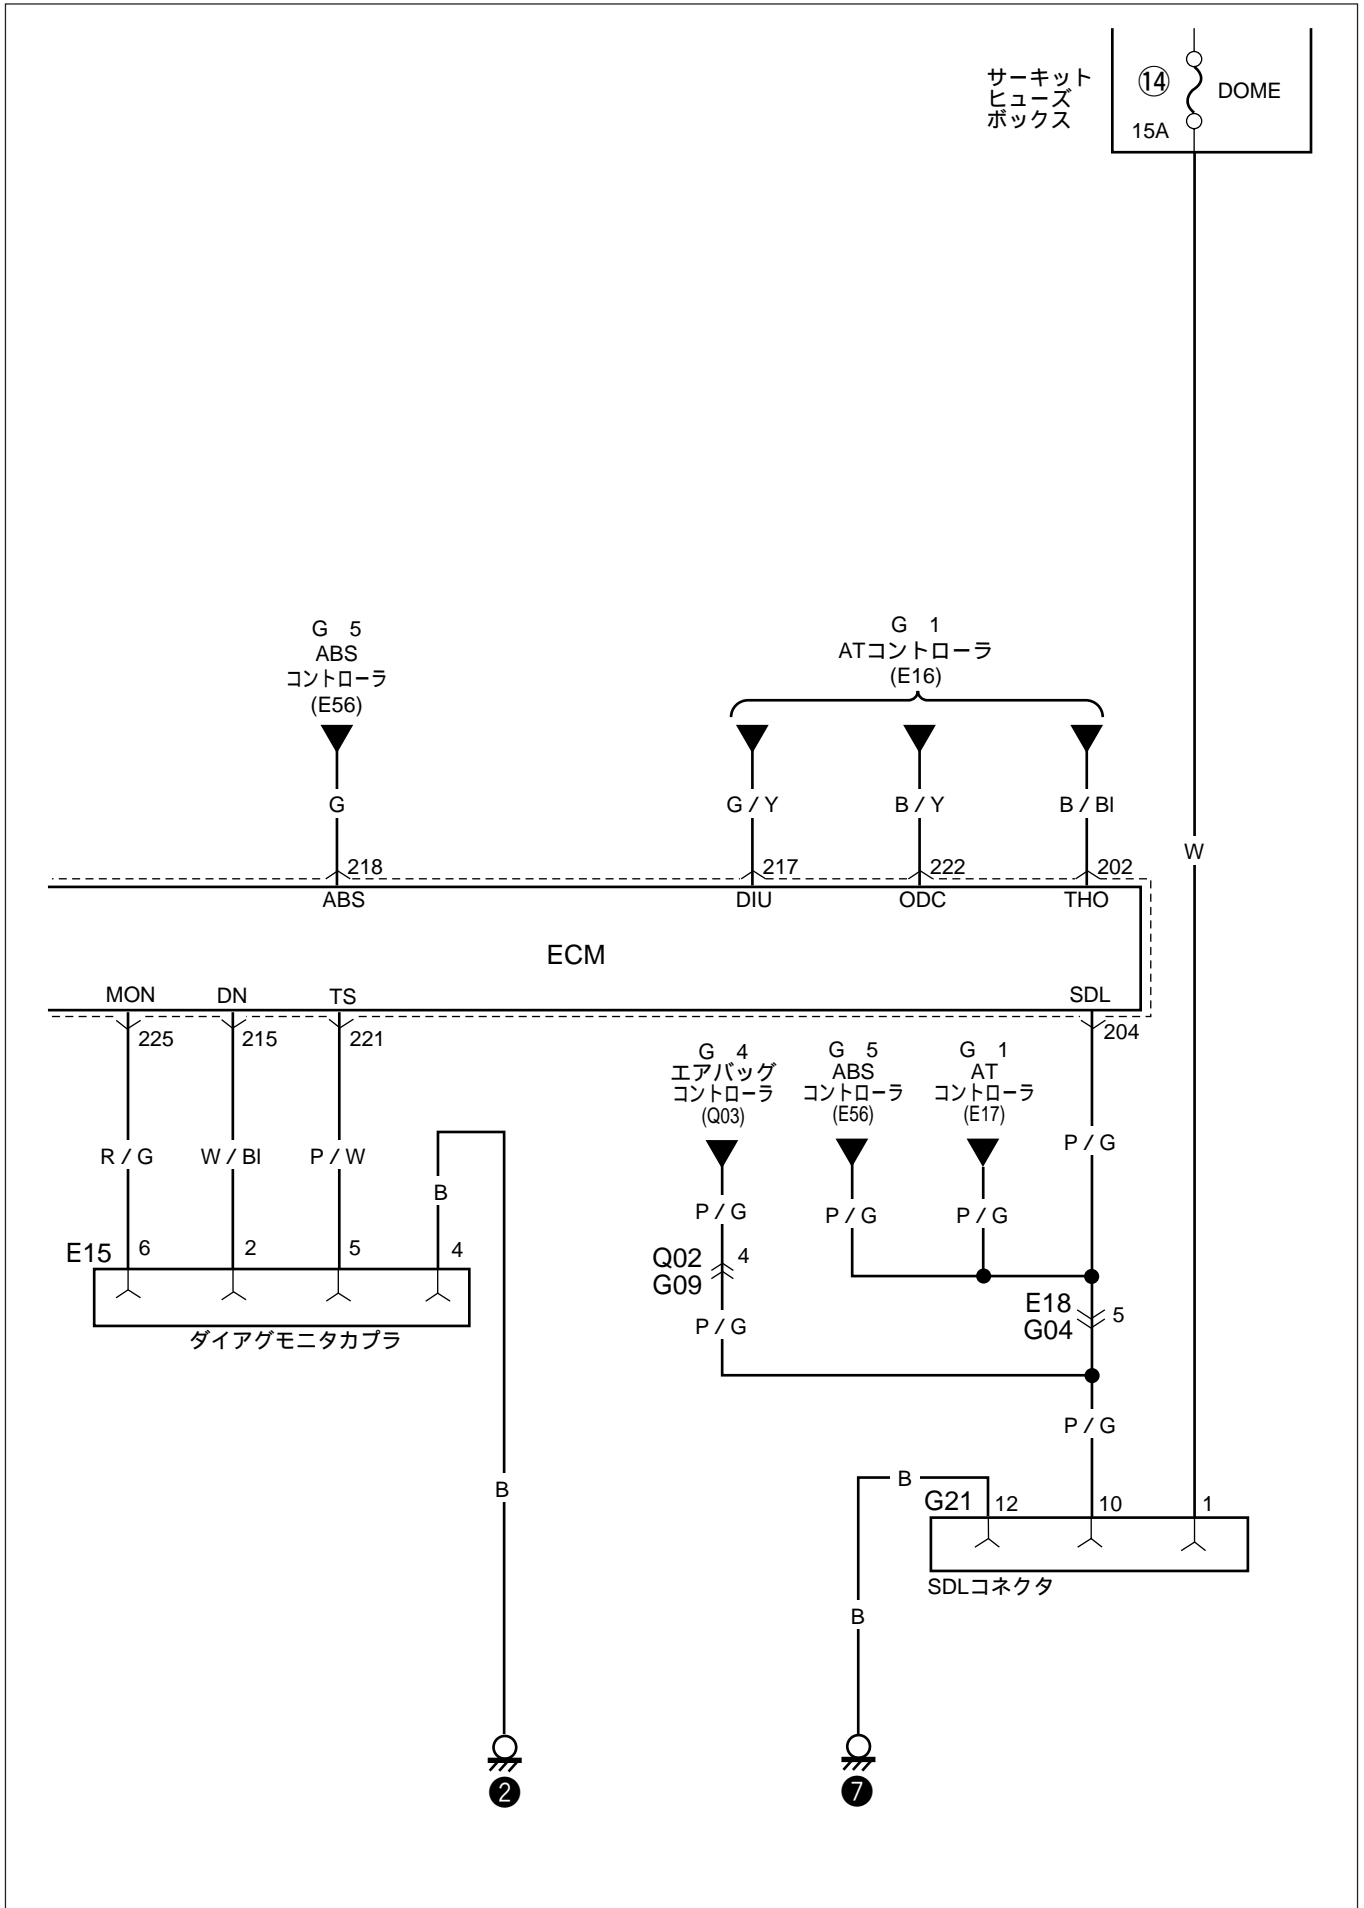 サーキット
ヒューズ
ボックス
⑭
15A
DOME
G 5
ABS
コントローラ
(E56)
G 1
ATコントローラ
(E16)
G
G / Y
B / Y
B / Bl
W
218
217
222
202
ABS
DIU
ODC
THO
ECM
MON
DN
TS
SDL
225
215
221
204
G 4
エアバッグ
コントローラ
(Q03)
G 5
ABS
コントローラ
(E56)
G 1
AT
コントローラ
(E17)
R / G
W / Bl
P / W
B
P / G
P / G
P / G
P / G
E15
6
2
5
4
Q02
G09
4
E18
G04
5
P / G
ダイアグモニタカプラ
P / G
B
B
G21
12
10
1
SDLコネクタ
B
❷
❼